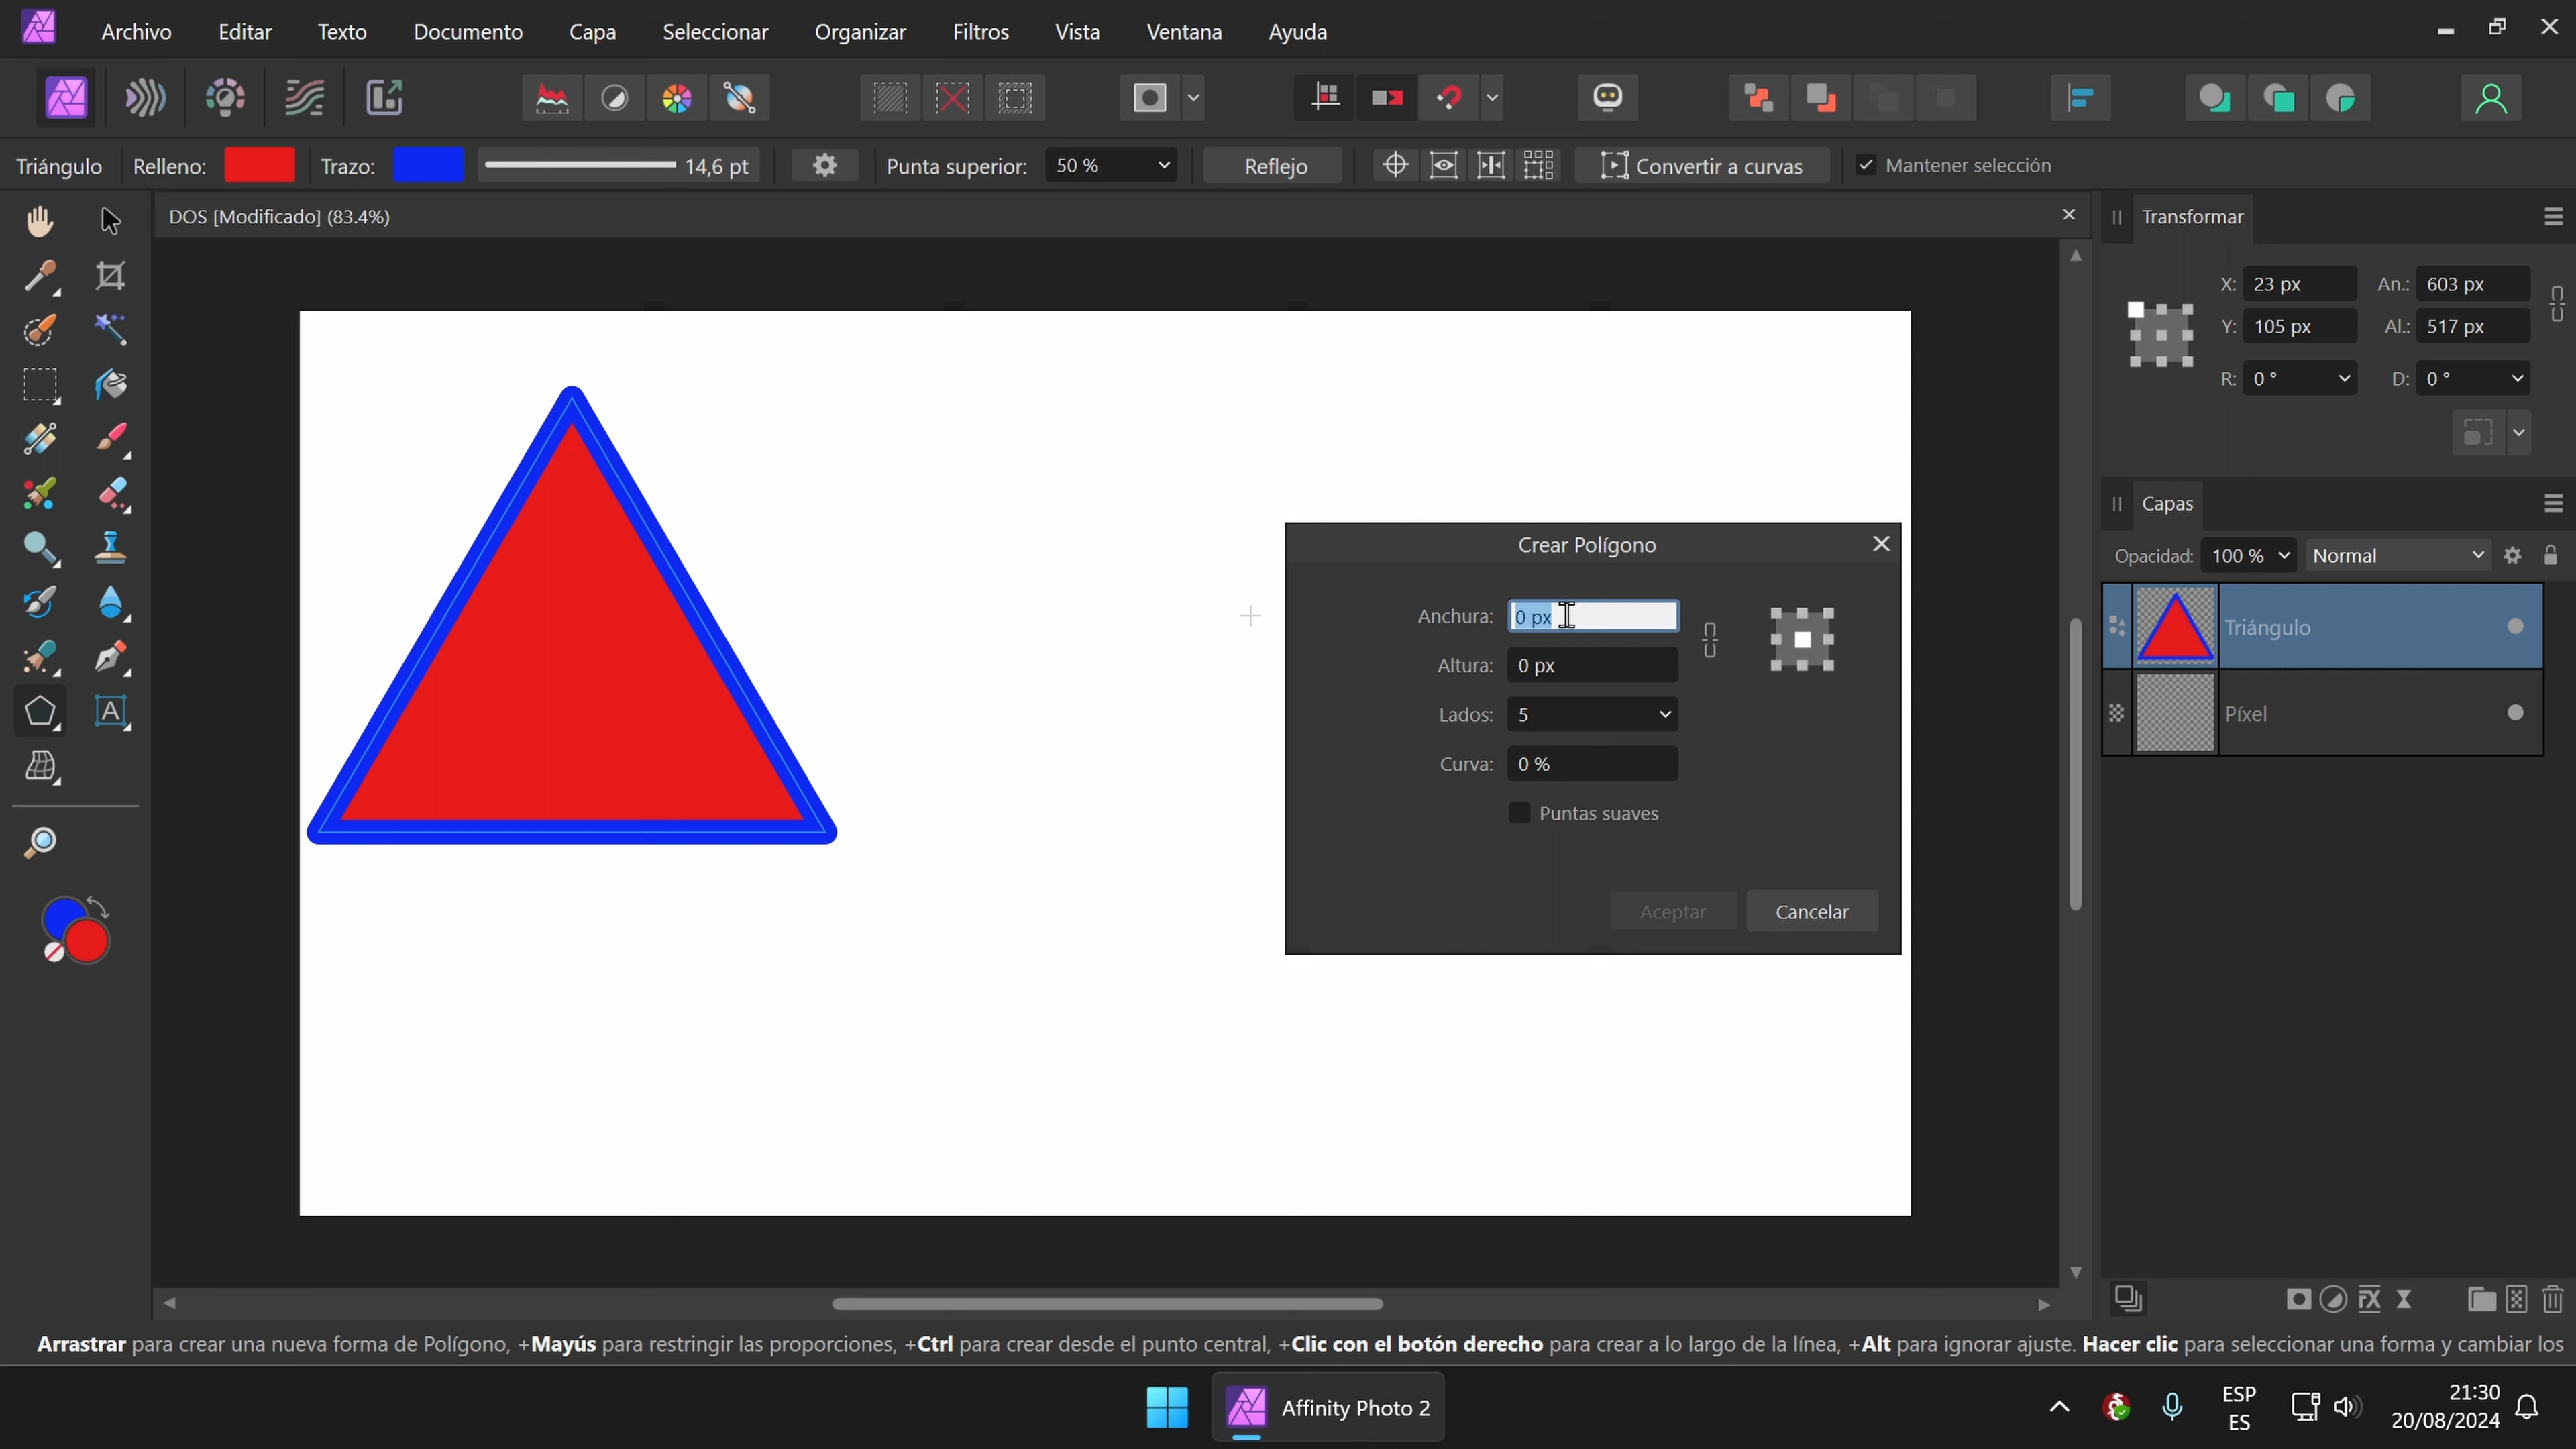 Archivo Editar Texto Documento Capa Seleccionar Organizar Filtros Vista Ventana Ayuda
Triángulo Relleno: Trazo: 14,6 pt Punta superior: 50 % Reflejo Convertir a curvas Mantener selección
DOS [Modificado] (83.4%)
Transformar
X: 23 px An.: 603 px
Y: 105 px Al.: 517 px
R: 0 ° D: 0 °
Capas
Opacidad: 100 % Normal
Triángulo
Píxel
Crear Polígono
Anchura: 0 px
Altura: 0 px
Lados: 5
Curva: 0 %
Puntas suaves
Aceptar Cancelar
A
Arrastrar para crear una nueva forma de Polígono, +Mayús para restringir las proporciones, +Ctrl para crear desde el punto central, +Clic con el botón derecho para crear a lo largo de la línea, +Alt para ignorar ajuste. Hacer clic para seleccionar una forma y cambiar los
Affinity Photo 2
ESP
ES
21:30
20/08/2024